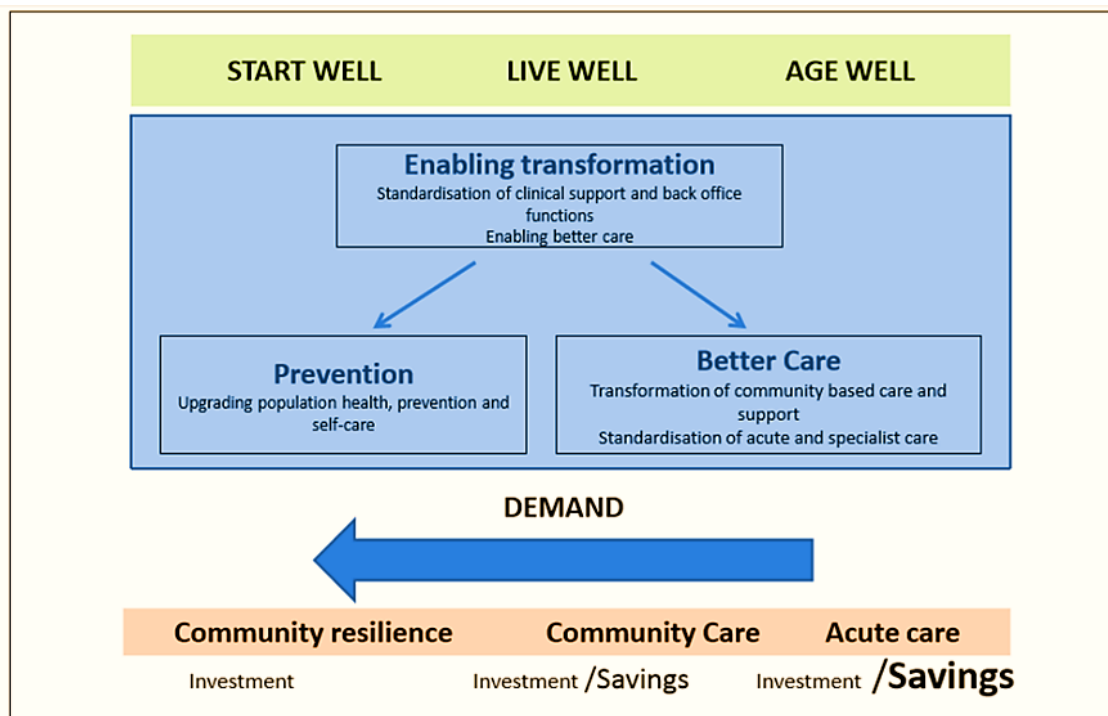 START WELL LIVE WELL AGE WELL
Enabling transformation
Standardisation of clinical support and back office
functions
Enabling better care
Prevention
Upgrading population health, prevention and
self-care
Better Care
Transformation of community based care and
support
Standardisation of acute and specialist care
DEMAND
Community resilience Community Care Acute care
Investment Investment /Savings Investment /Savings